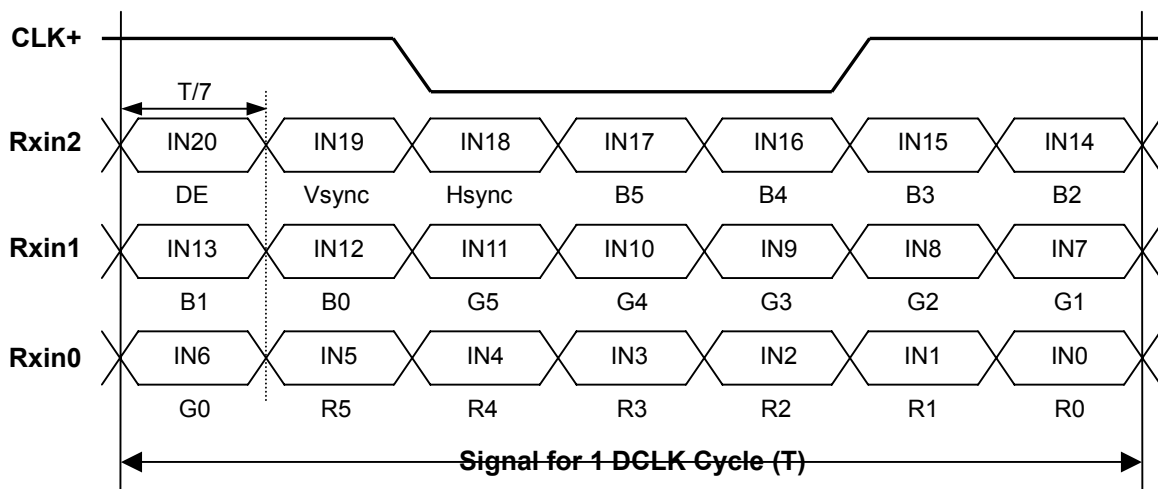 CLK+
T/7
Rxin2 IN20 IN19 IN18 IN17 IN16 IN15 IN14
DE Vsync Hsync B5 B4 B3 B2
Rxin1 IN13 IN12 IN11 IN10 IN9 IN8 IN7
B1 B0 G5 G4 G3 G2 G1
Rxin0 IN6 IN5 IN4 IN3 IN2 IN1 IN0
G0 R5 R4 R3 R2 R1 R0
Signal for 1 DCLK Cycle (T)